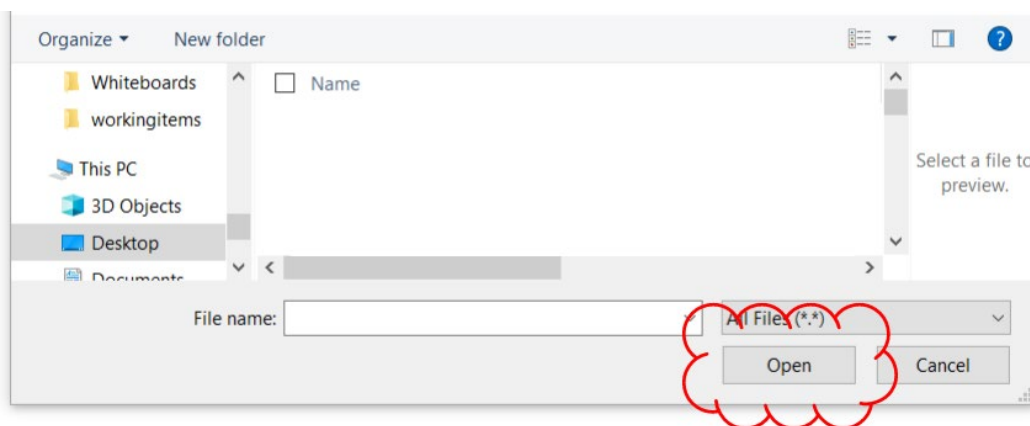 Organize New folder
?
Whiteboards
Name
workingitems
This PC
Select a file to
preview.
3D Objects
Desktop
Documents
File name:
All Files (*.*)
Open Cancel